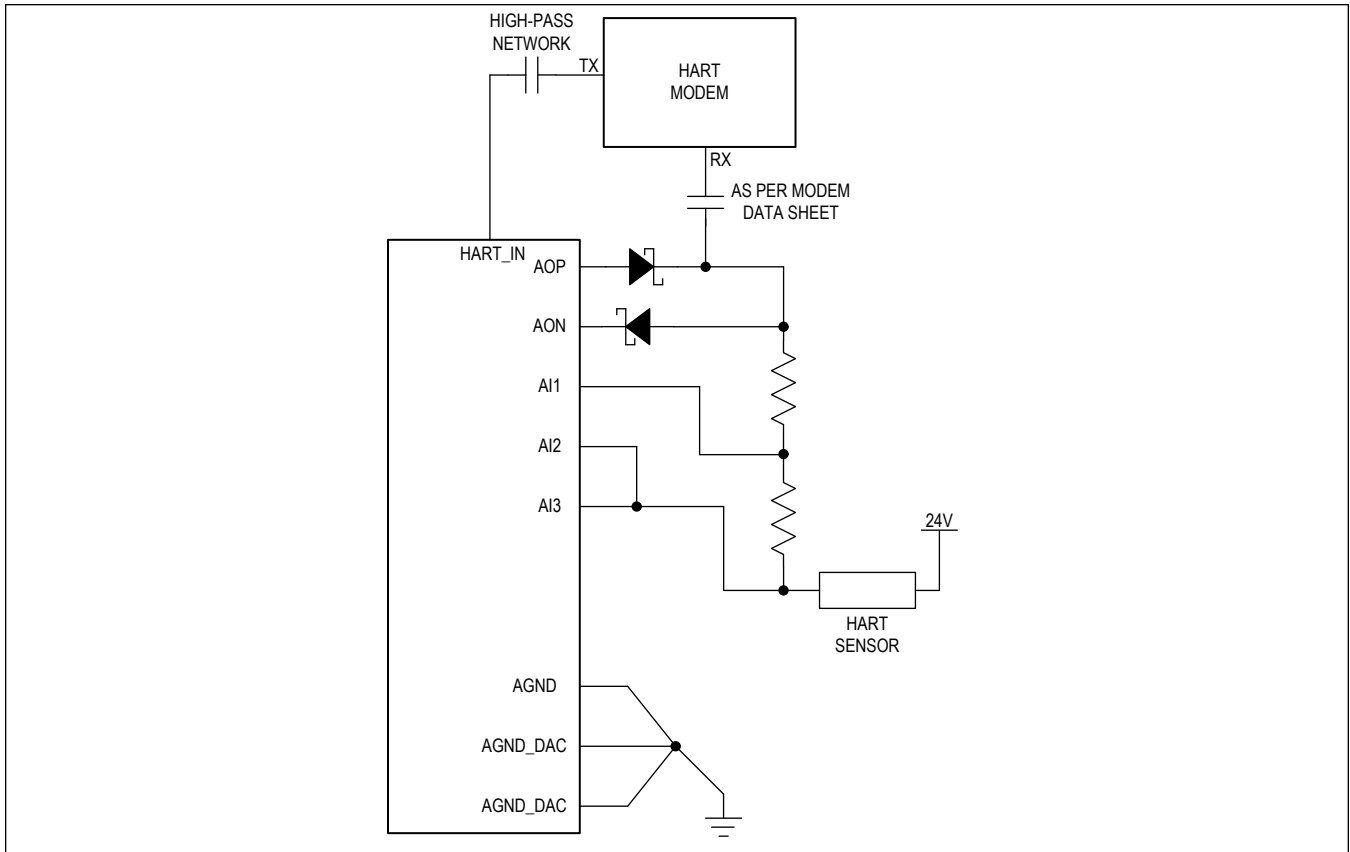 HIGH-PASS
NETWORK
TX
HART
MODEM
RX
AS PER MODEM
DATA SHEET
HART_IN
AOP
AON
AI1
AI2
AI3
24V
HART
SENSOR
AGND
AGND_DAC
AGND_DAC